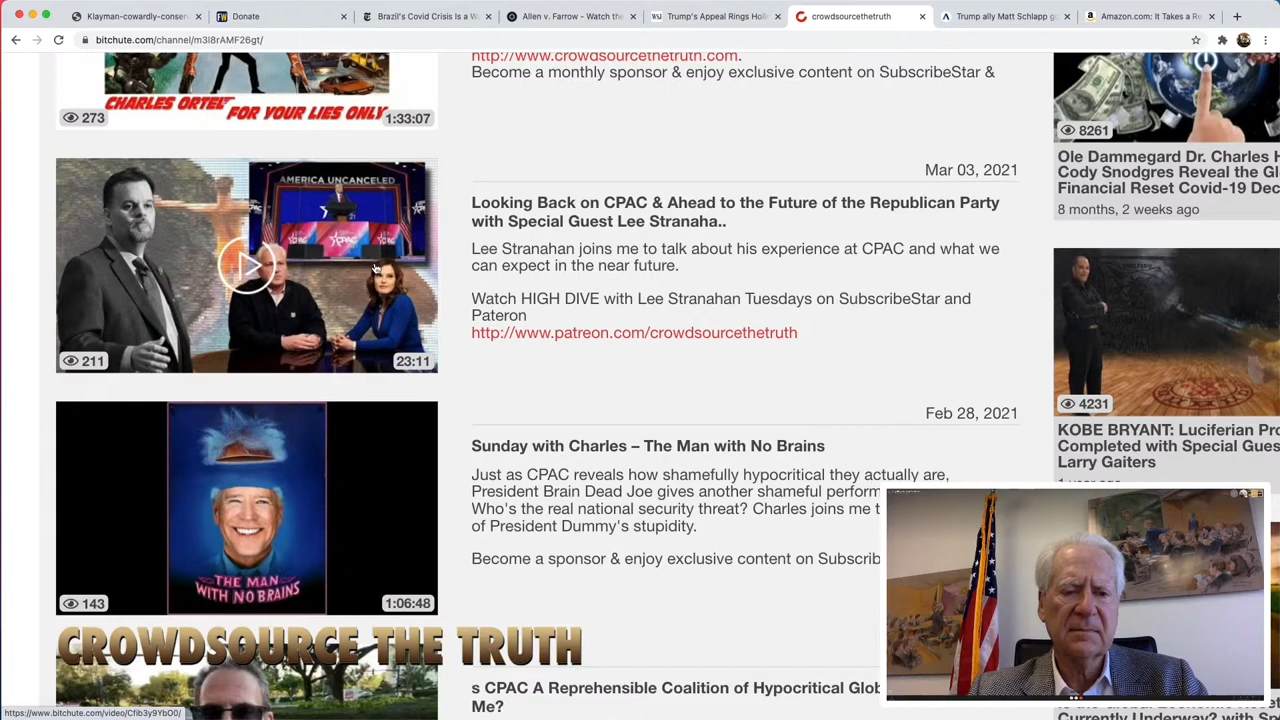 Klayman-cowardly-conser
Donate
Brazil's Covid Crisis Is a W
Allen v. Farrow - Watch the
Trump's Appeal Rings Holl
crowdsourcethetruth
Trump ally Matt Schlapp go
Amazon.com: It Takes a Re
bitchute.com/channel/m3l8rAMF26gt/
http://www.crowdsourcethetruth.com.
Become a monthly sponsor & enjoy exclusive content on SubscribeStar &
CHARLES ORTEL
FOR YOUR LIES ONLY
273
1:33:07
8261
Ole Dammegard Dr. Charles H
Cody Snodgres Reveal the Gl
Financial Reset Covid-19 Dec
8 months, 2 weeks ago
Mar 03, 2021
Looking Back on CPAC & Ahead to the Future of the Republican Party
with Special Guest Lee Stranaha..
Lee Stranahan joins me to talk about his experience at CPAC and what we
can expect in the near future.
Watch HIGH DIVE with Lee Stranahan Tuesdays on SubscribeStar and
Pateron
http://www.patreon.com/crowdsourcethetruth
AMERICA UNCANCELED
CPAC
211
23:11
4231
KOBE BRYANT: Luciferian Pro
Completed with Special Gues
Larry Gaiters
Feb 28, 2021
Sunday with Charles – The Man with No Brains
Just as CPAC reveals how shamefully hypocritical they actually are,
President Brain Dead Joe gives another shameful perform
Who's the real national security threat? Charles joins me t
of President Dummy's stupidity.
Become a sponsor & enjoy exclusive content on Subscrib
THE MAN
WITH NO BRAINS
143
1:06:48
CROWDSOURCE THE TRUTH
s CPAC A Reprehensible Coalition of Hypocritical Glob
Me?
Currently Underway? with Sp
https://www.bitchute.com/video/Cfib3y9YbO0/